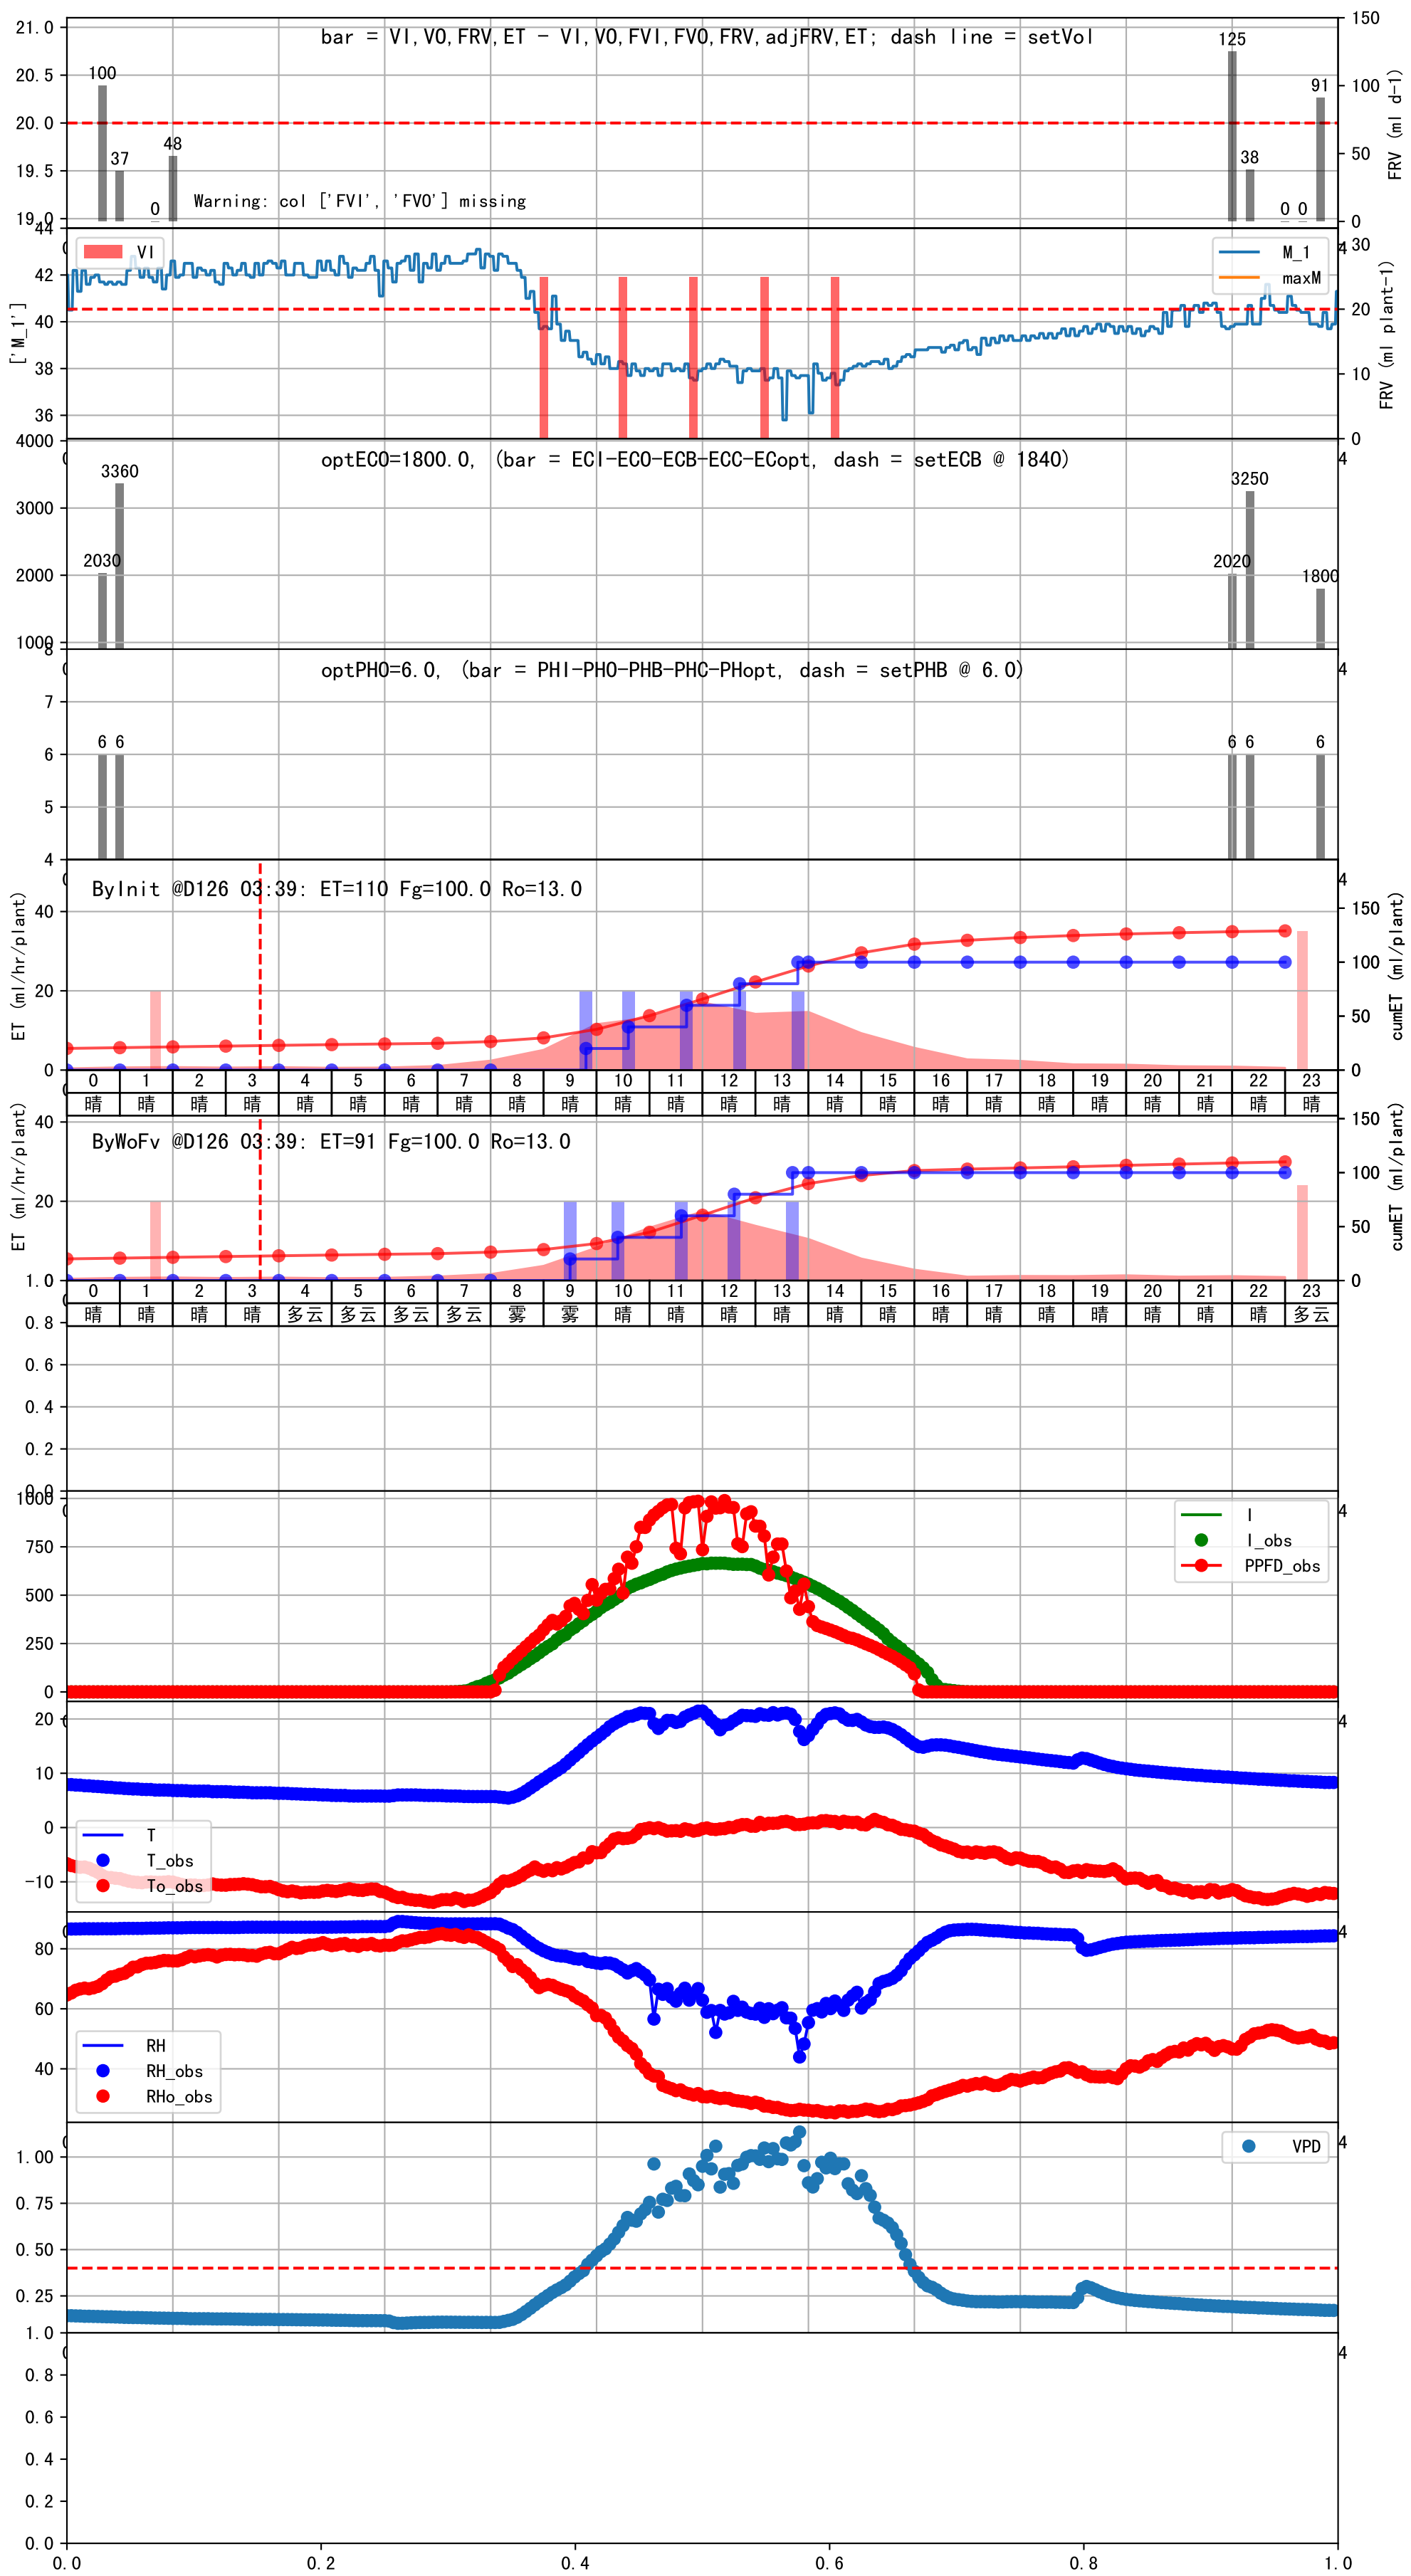 bar = VI,VO,FRV,ET - VI,VO,FVI,FVO,FRV,adjFRV,ET; dash line = setVol
21.0
20.5
20.0
19.5
19.0
100
37
0
48
Warning: col ['FVI', 'FVO'] missing
125
38
0 0
91
150
100
50
0
FRV (ml d-1)
44
42
40
38
36
['M_1']
VI
M_1
maxM
30
20
10
0
FRV (ml plant-1)
optECO=1800.0, (bar = ECI-ECO-ECB-ECC-ECopt, dash = setECB @ 1840)
4000
3000
2000
1000
2030
3360
2020
3250
1800
4
optPHO=6.0, (bar = PHI-PHO-PHB-PHC-PHopt, dash = setPHB @ 6.0)
8
7
6
5
4
6 6
6 6
6
4
ByInit @D126 03:39: ET=110 Fg=100.0 Ro=13.0
ET (ml/hr/plant)
40
20
0
150
100
50
0
cumET (ml/plant)
4
0 1 2 3 4 5 6 7 8 9 10 11 12 13 14 15 16 17 18 19 20 21 22 23
晴 晴 晴 晴 晴 晴 晴 晴 晴 晴 晴 晴 晴 晴 晴 晴 晴 晴 晴 晴 晴 晴 晴 晴
ByWoFv @D126 03:39: ET=91 Fg=100.0 Ro=13.0
ET (ml/hr/plant)
40
20
150
100
50
0
cumET (ml/plant)
0 1 2 3 4 5 6 7 8 9 10 11 12 13 14 15 16 17 18 19 20 21 22 23
晴 晴 晴 晴 多云 多云 多云 多云 雾 雾 晴 晴 晴 晴 晴 晴 晴 晴 晴 晴 晴 晴 晴 多云
1.0
0.8
0.6
0.4
0.2
0.0
1000
750
500
250
0
I
I_obs
PPFD_obs
4
20
10
0
-10
T
T_obs
To_obs
4
80
60
40
RH
RH_obs
RHo_obs
4
1.00
0.75
0.50
0.25
VPD
4
1.0
0.8
0.6
0.4
0.2
0.0
4
0.0 0.2 0.4 0.6 0.8 1.0